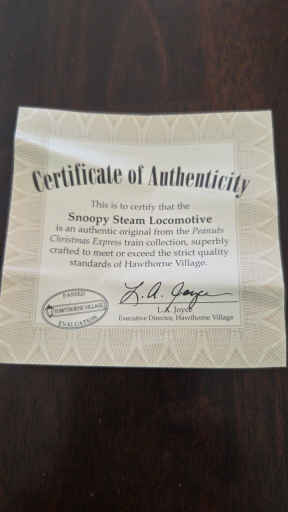 Certificate of Authenticity
This is to certify that the
Snoopy Steam Locomotive
is an authentic original from the Peanuts
Christmas Express train collection, superbly
crafted to meet or exceed the strict quality
standards of Hawthorne Village.
PASSED
HAWTHORNE VILLAGE
EVALUATION
L. A. Joyce
L.A. Joyce
Executive Director, Hawthorne Village